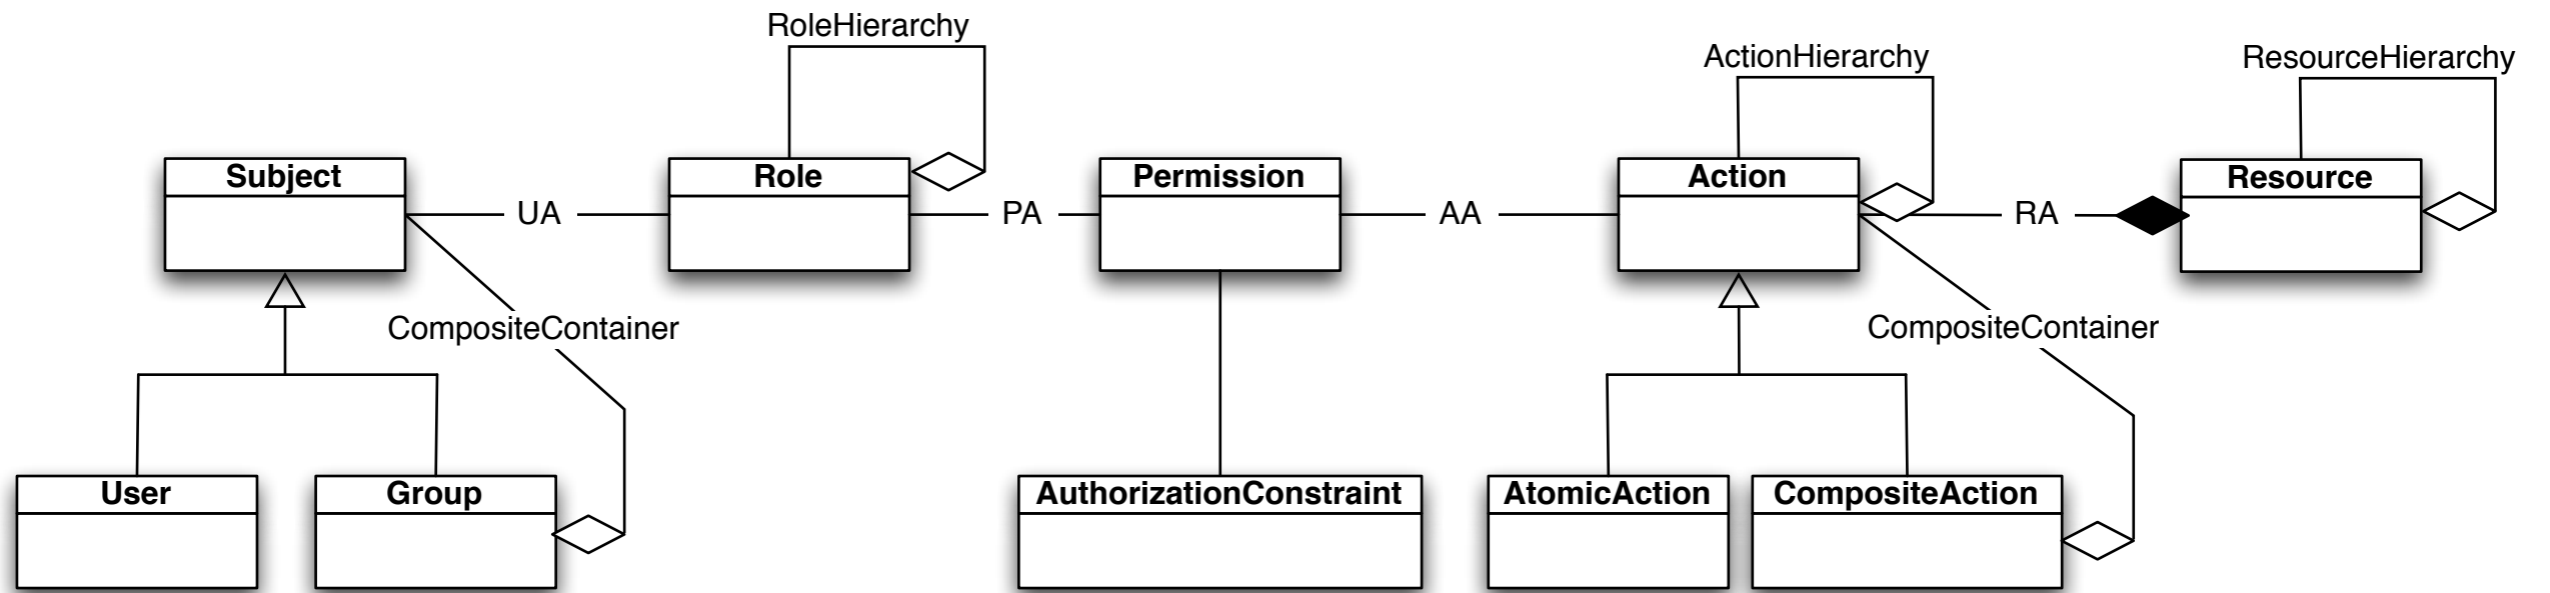 RoleHierarchy
ActionHierarchy
ResourceHierarchy
Subject
UA
Role
PA
Permission
AA
Action
RA
Resource
CompositeContainer
CompositeContainer
User
Group
AuthorizationConstraint
AtomicAction
CompositeAction